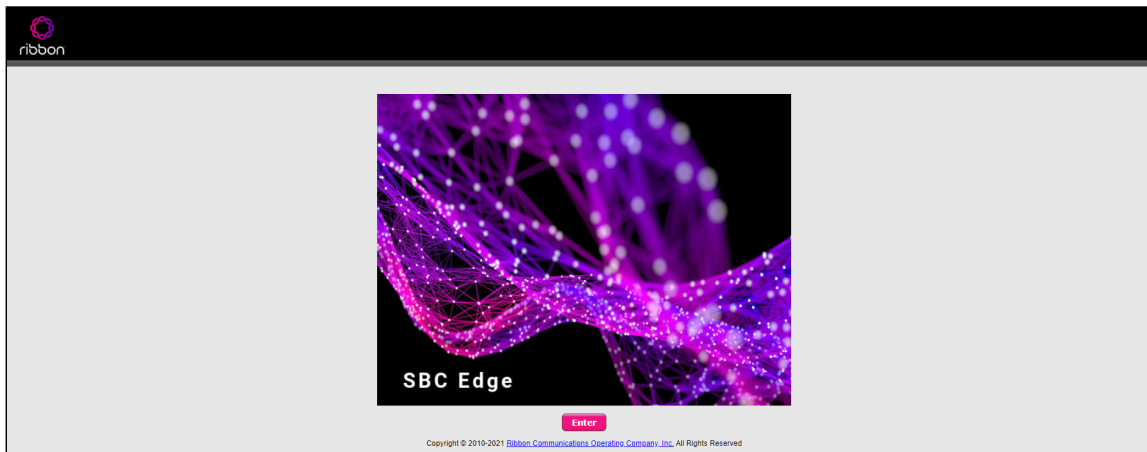 ribbon
SBC Edge
Enter
Copyright © 2010-2021 Ribbon Communications Operating Company, Inc. All Rights Reserved